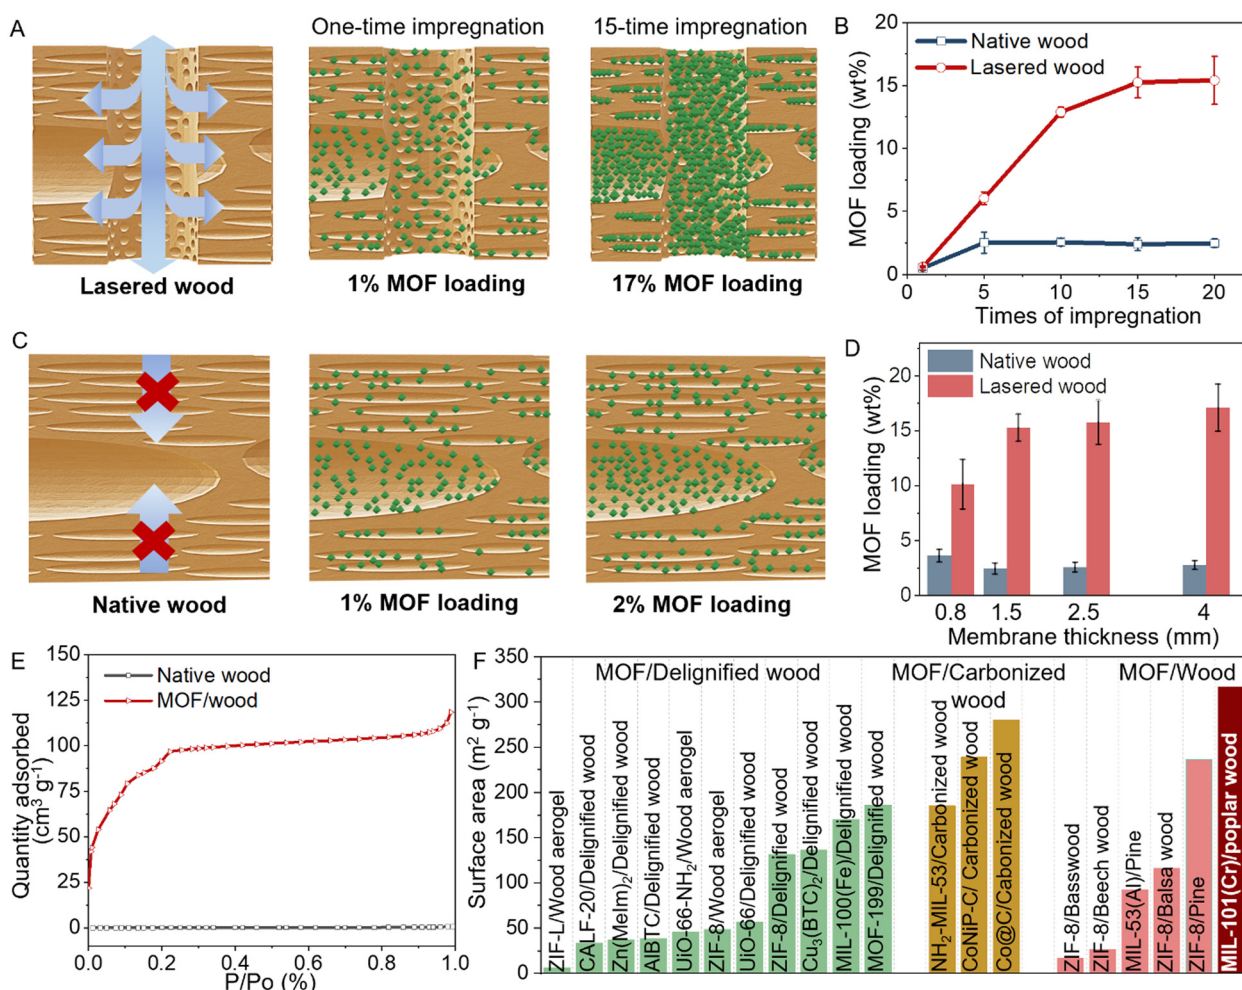 A
One-time impregnation
15-time impregnation
Lasered wood
1% MOF loading
17% MOF loading
B
Native wood
Lasered wood
MOF loading (wt%)
20
15
10
5
0
0
5
10
15
20
Times of impregnation
C
Native wood
1% MOF loading
2% MOF loading
D
Native wood
Lasered wood
MOF loading (wt%)
20
15
10
5
0
0.8
1.5
2.5
4
Membrane thickness (mm)
E
Native wood
MOF/wood
Quantity adsorbed
(cm³ g⁻¹)
150
125
100
75
50
25
0
0.0
0.2
0.4
0.6
0.8
1.0
P/Po (%)
F
Surface area (m² g⁻¹)
350
300
250
200
150
100
50
0
MOF/Delignified wood
MOF/Carbonized
wood
MOF/Wood
ZIF-L/Wood aerogel
CALF-20/Delignified wood
Zn(MeIm)₂/Delignified wood
AlBTC/Delignified wood
UiO-66-NH₂/Wood aerogel
ZIF-8/Wood aerogel
UiO-66/Delignified wood
ZIF-8/Delignified wood
Cu₃(BTC)₂/Delignified wood
MIL-100(Fe)/Delignified wood
MOF-199/Delignified wood
NH₂-MIL-53/Carbonized wood
CoNiP-C/ Carbonized wood
Co@C/Cabonized wood
ZIF-8/Basswood
ZIF-8/Beech wood
MIL-53(Al)/Pine
ZIF-8/Balsa wood
ZIF-8/Pine
MIL-101(Cr)/poplar wood